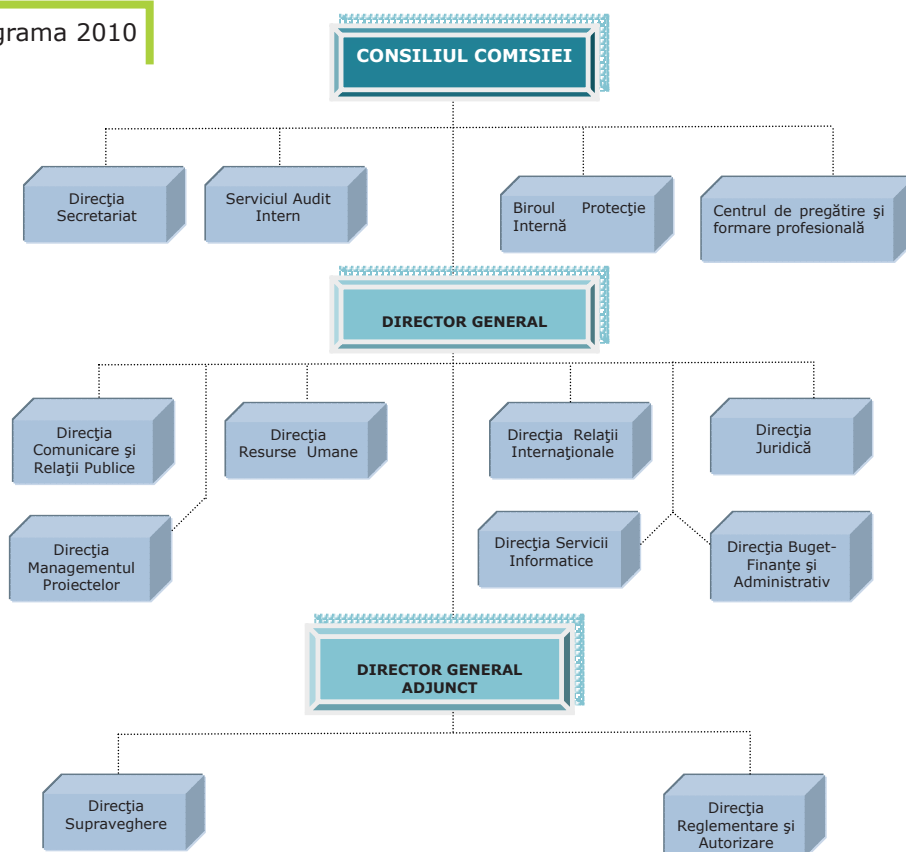 grama 2010
CONSILIUL COMISIEI
Direcţia
Secretariat
Serviciul Audit
Intern
Biroul Protecţie
Internă
Centrul de pregătire şi
formare profesională
DIRECTOR GENERAL
Direcţia
Comunicare şi
Relaţii Publice
Direcţia
Resurse Umane
Direcţia Relaţii
Internaţionale
Direcţia
Juridică
Direcţia
Managementul
Proiectelor
Direcţia Servicii
Informatice
Direcţia Buget-
Finanţe şi
Administrativ
DIRECTOR GENERAL
ADJUNCT
Direcţia
Supraveghere
Direcţia
Reglementare şi
Autorizare